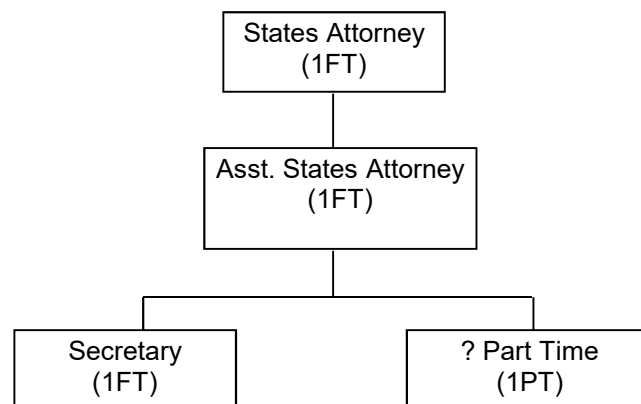 States Attorney
(1FT)
Asst. States Attorney
(1FT)
Secretary
(1FT)
? Part Time
(1PT)